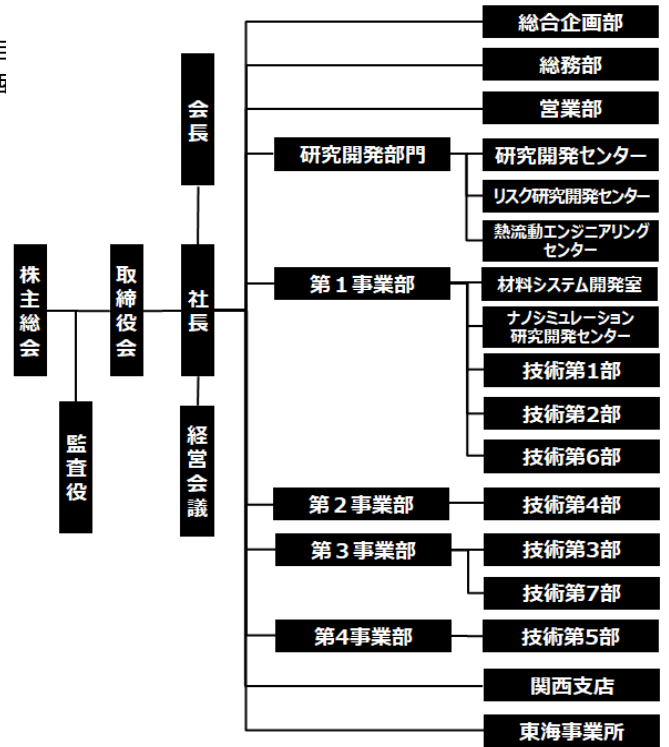 総合企画部
総務部
営業部
会長
研究開発部門
研究開発センター
リスク研究開発センター
熱流動エンジニアリング
センター
株主総会
取締役会
社長
第１事業部
材料システム開発室
ナノシミュレーション
研究開発センター
技術第1部
技術第2部
技術第6部
監査役
経営会議
第２事業部
技術第4部
第３事業部
技術第3部
技術第7部
第4事業部
技術第5部
関西支店
東海事業所